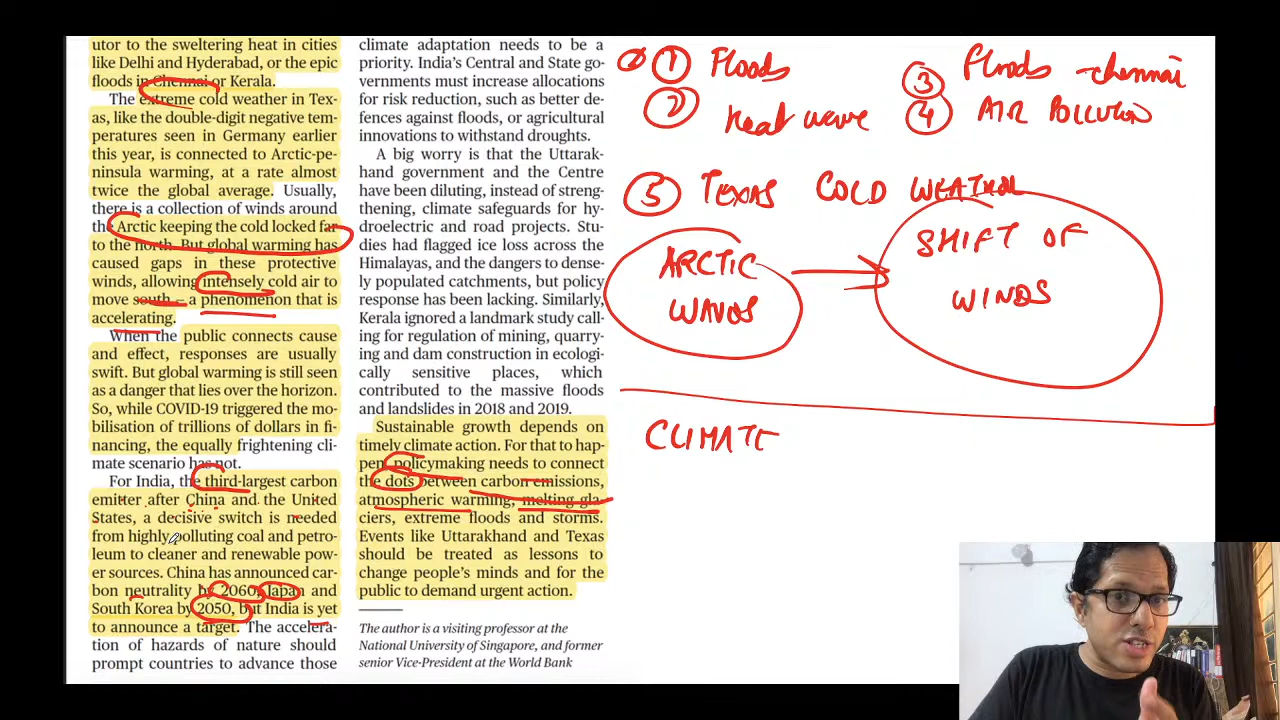 utor to the sweltering heat in cities
like Delhi and Hyderabad, or the epic
floods in Chennai or Kerala.
The extreme cold weather in Tex-
as, like the double-digit negative tem-
peratures seen in Germany earlier
this year, is connected to Arctic-pe-
ninsula warming, at a rate almost
twice the global average. Usually,
there is a collection of winds around
the Arctic keeping the cold locked far
to the north. But global warming has
caused gaps in these protective
winds, allowing intensely cold air to
move south – a phenomenon that is
accelerating.
When the public connects cause
and effect, responses are usually
swift. But global warming is still seen
as a danger that lies over the horizon.
So, while COVID-19 triggered the mo-
bilisation of trillions of dollars in fi-
nancing, the equally frightening cli-
mate scenario has not.
For India, the third-largest carbon
emitter after China and the United
States, a decisive switch is needed
from highly polluting coal and petro-
leum to cleaner and renewable pow-
er sources. China has announced car-
bon neutrality by 2060, Japan and
South Korea by 2050, but India is yet
to announce a target. The accelera-
tion of hazards of nature should
prompt countries to advance those
climate adaptation needs to be a
priority. India's Central and State go-
vernments must increase allocations
for risk reduction, such as better de-
fences against floods, or agricultural
innovations to withstand droughts.
A big worry is that the Uttarak-
hand government and the Centre
have been diluting, instead of streng-
thening, climate safeguards for hy-
droelectric and road projects. Stu-
dies had flagged ice loss across the
Himalayas, and the dangers to dense-
ly populated catchments, but policy
response has been lacking. Similarly,
Kerala ignored a landmark study call-
ing for regulation of mining, quarry-
ing and dam construction in ecologi-
cally sensitive places, which
contributed to the massive floods
and landslides in 2018 and 2019.
Sustainable growth depends on
timely climate action. For that to hap-
pen, policymaking needs to connect
the dots between carbon emissions,
atmospheric warming, melting gla-
ciers, extreme floods and storms.
Events like Uttarakhand and Texas
should be treated as lessons to
change people's minds and for the
public to demand urgent action.
The author is a visiting professor at the
National University of Singapore, and former
senior Vice-President at the World Bank
1 Floods
2 Heat wave
3 Floods - chennai
4 AIR POLLUTION
5 TEXAS COLD WEATHER
ARCTIC
WAVES
SHIFT OF
WINDS
CLIMATE